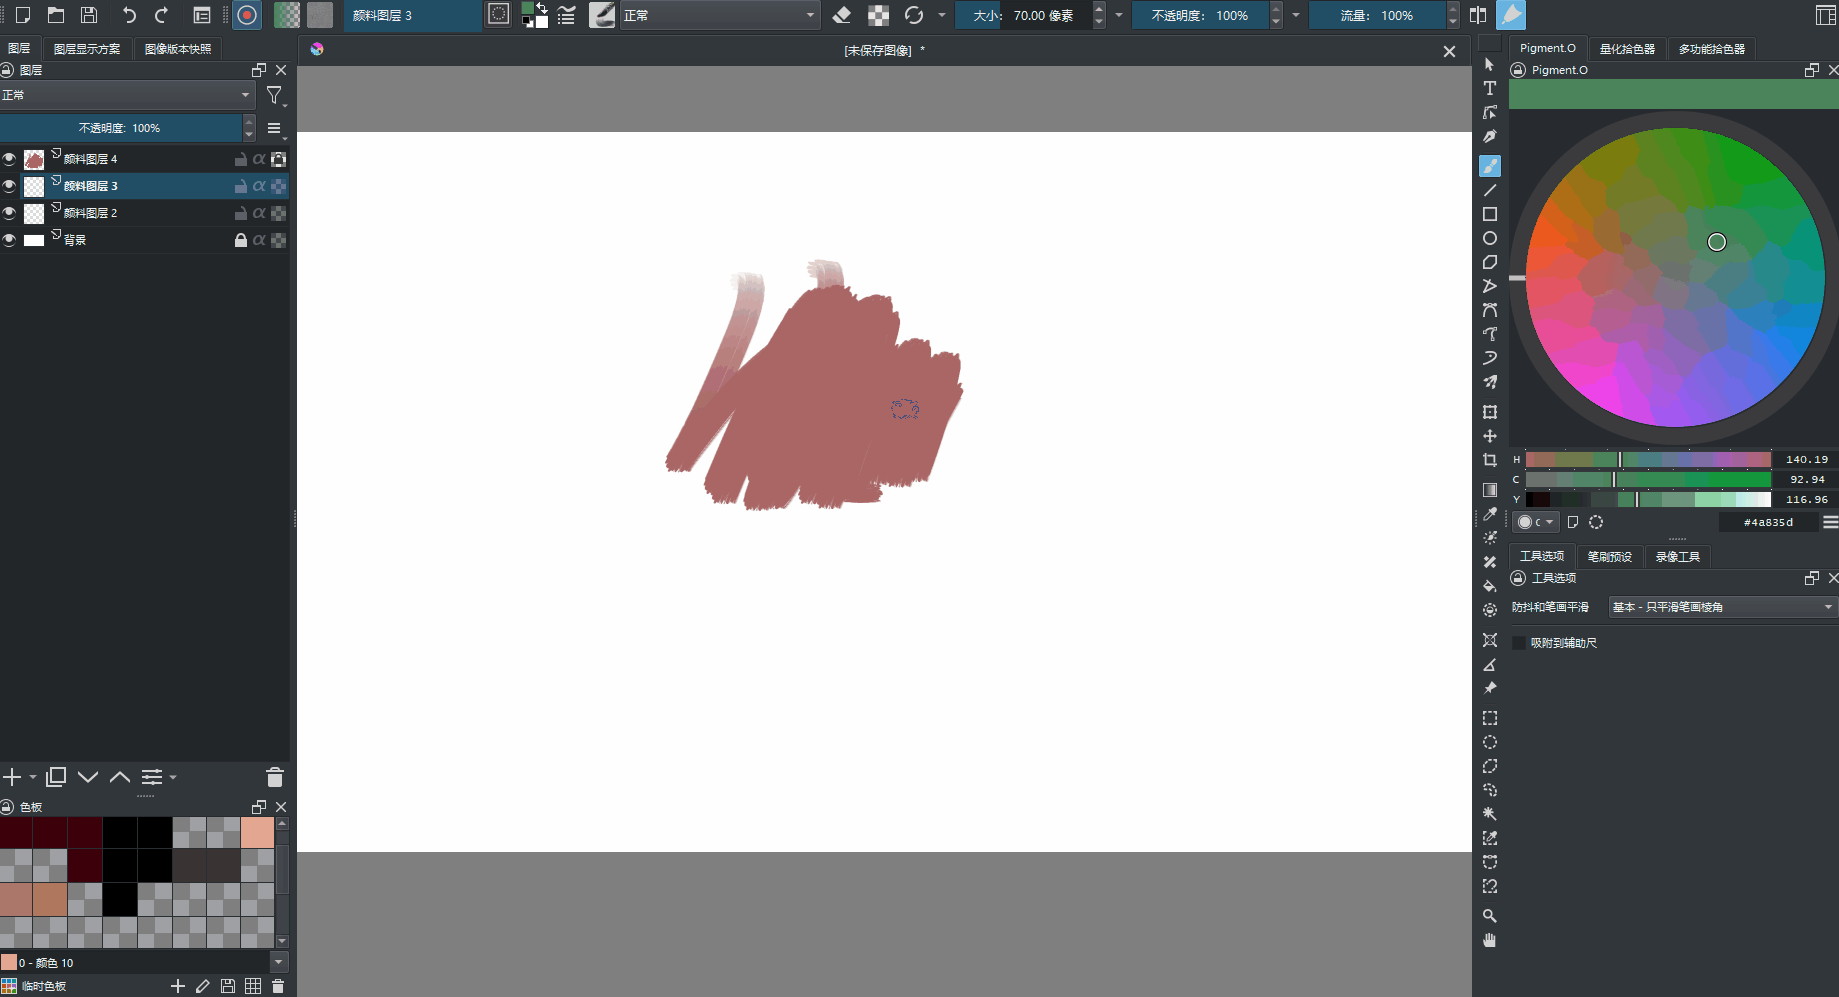 颜料图层 3
正常
大小： 70.00 像素
不透明度： 100%
流量： 100%
图层
图层显示方案
图像版本快照
图层
正常
不透明度: 100%
颜料图层 4
颜料图层 3
颜料图层 2
背景
[未保存图像] *
Pigment.O
量化拾色器
多功能拾色器
Pigment.O
H 140.19
C 92.94
Y 116.96
C
#4a835d
工具选项
笔刷预设
录像工具
工具选项
防抖和笔画平滑
基本 - 只平滑笔画棱角
吸附到辅助尺
色板
0 - 颜色 10
临时色板